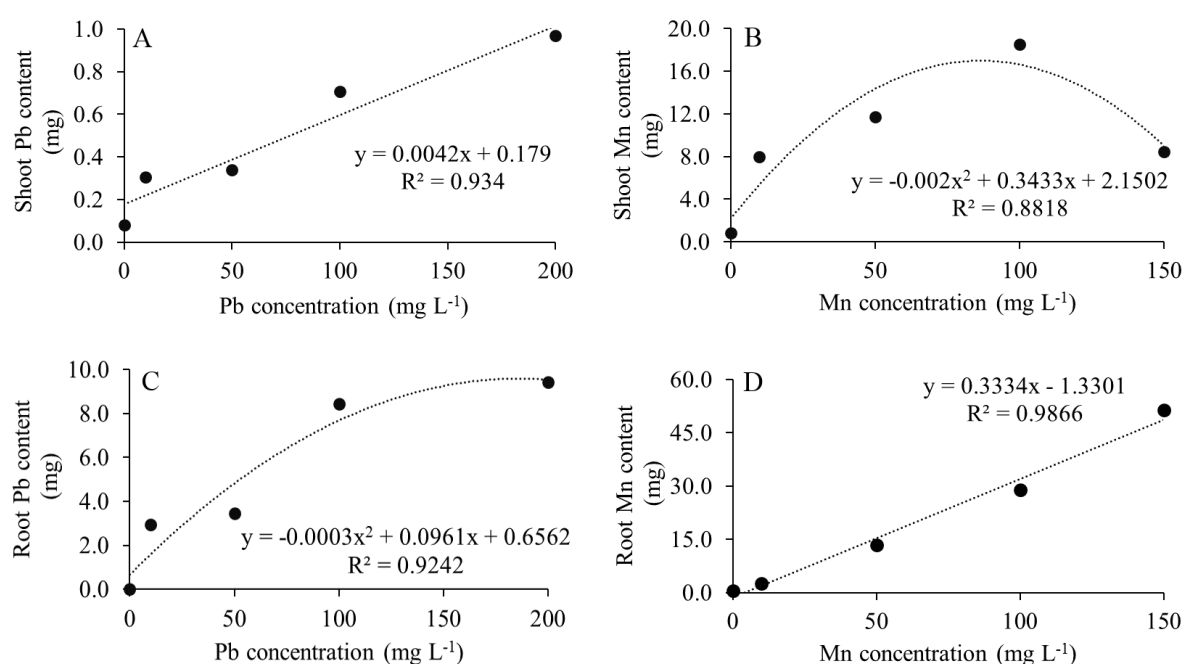 A
Shoot Pb content
(mg)
1.0
0.8
0.6
0.4
0.2
0.0
y = 0.0042x + 0.179
R² = 0.934
0 50 100 150 200
Pb concentration (mg L⁻¹)
B
Shoot Mn content
(mg)
20.0
16.0
12.0
8.0
4.0
0.0
y = -0.002x² + 0.3433x + 2.1502
R² = 0.8818
0 50 100 150
Mn concentration (mg L⁻¹)
C
Root Pb content
(mg)
10.0
8.0
6.0
4.0
2.0
0.0
y = -0.0003x² + 0.0961x + 0.6562
R² = 0.9242
0 50 100 150 200
Pb concentration (mg L⁻¹)
D
Root Mn content
(mg)
60.0
45.0
30.0
15.0
0.0
y = 0.3334x - 1.3301
R² = 0.9866
0 50 100 150
Mn concentration (mg L⁻¹)